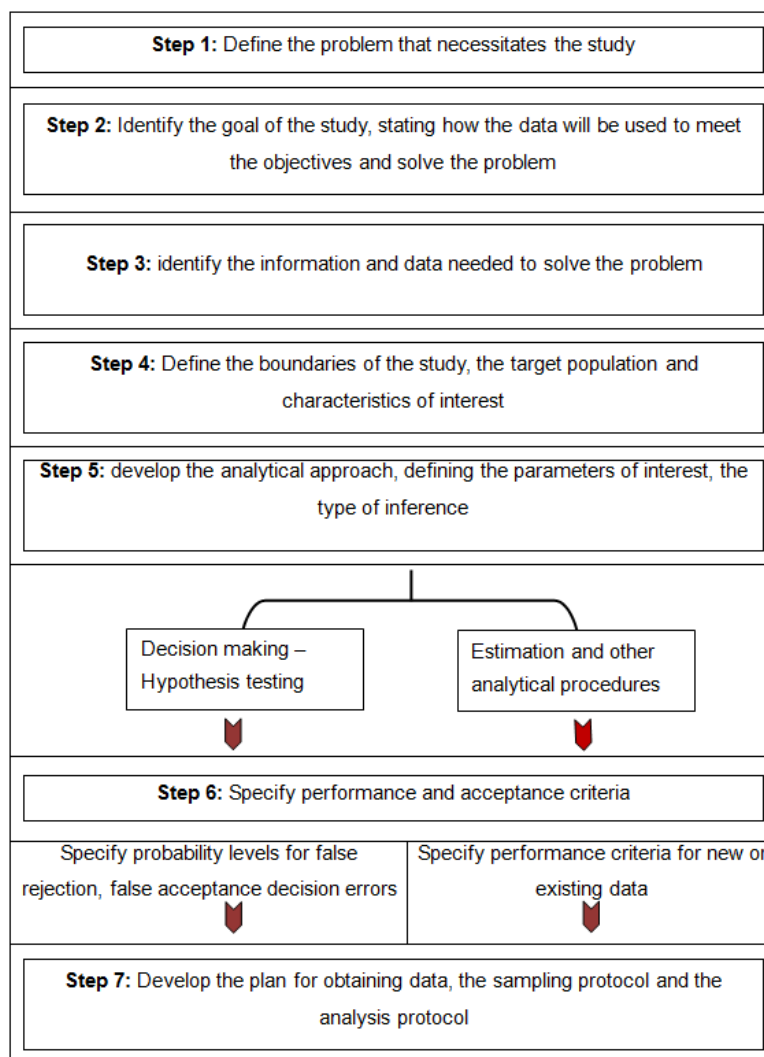 Step 1: Define the problem that necessitates the study
Step 2: Identify the goal of the study, stating how the data will be used to meet
the objectives and solve the problem
Step 3: identify the information and data needed to solve the problem
Step 4: Define the boundaries of the study, the target population and
characteristics of interest
Step 5: develop the analytical approach, defining the parameters of interest, the
type of inference
Decision making –
Hypothesis testing
Estimation and other
analytical procedures
Step 6: Specify performance and acceptance criteria
Specify probability levels for false
rejection, false acceptance decision errors
Specify performance criteria for new or
existing data
Step 7: Develop the plan for obtaining data, the sampling protocol and the
analysis protocol